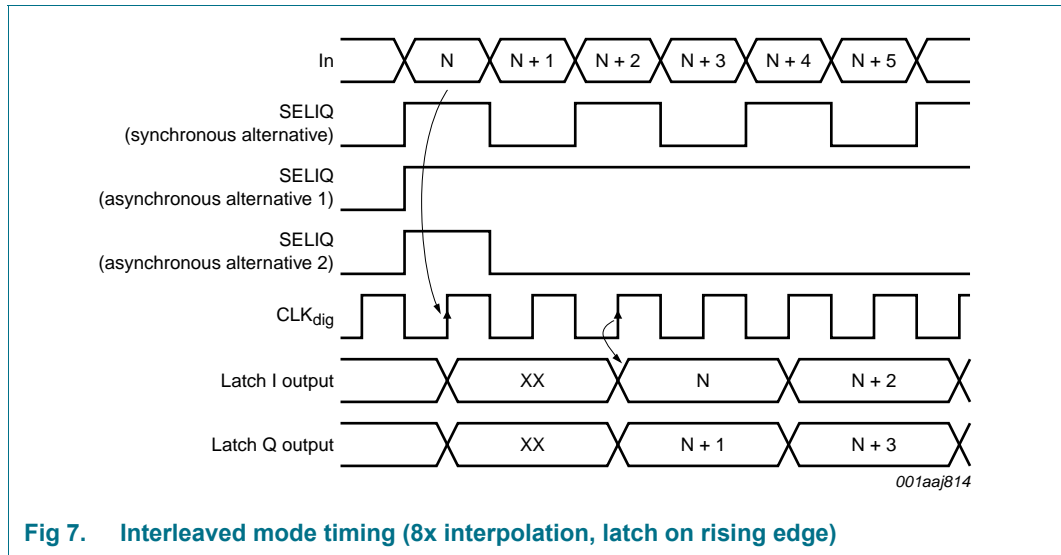 In
N
N + 1
N + 2
N + 3
N + 4
N + 5
SELIQ
(synchronous alternative)
SELIQ
(asynchronous alternative 1)
SELIQ
(asynchronous alternative 2)
CLKdig
Latch I output
XX
N
N + 2
Latch Q output
XX
N + 1
N + 3
001aaj814
Fig 7. Interleaved mode timing (8x interpolation, latch on rising edge)